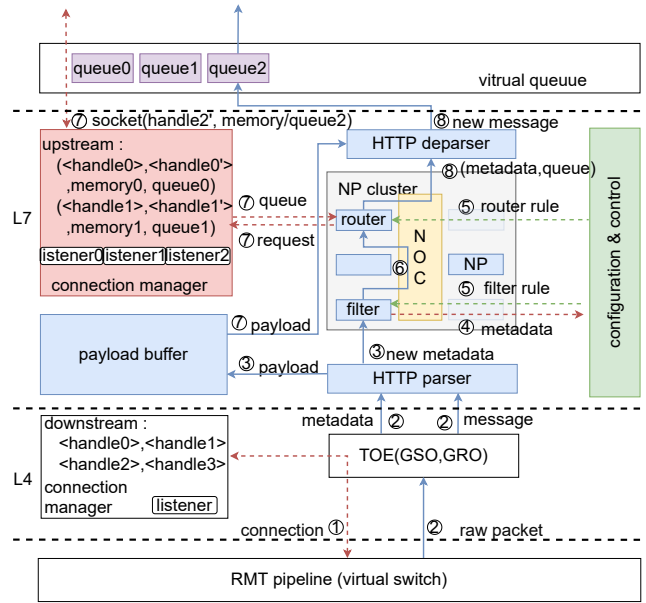 queue0 queue1 queue2
vitrual queuue
⑦ socket(handle2', memory/queue2)
⑧ new message
upstream :
(<handle0>,<handle0'>
,memory0, queue0)
(<handle1>,<handle1'>
,memory1, queue1)
listener0 listener1 listener2
connection manager
L7
HTTP deparser
⑧ (metadata,queue)
NP cluster
⑦ queue
router
⑦ request
⑤ router rule
NOC
⑥
NP
⑤ filter rule
filter
④ metadata
configuration & control
⑦ payload
payload buffer
③ payload
③ new metadata
HTTP parser
metadata ②
② message
L4
downstream :
<handle0>,<handle1>
<handle2>,<handle3>
connection
manager
listener
TOE(GSO,GRO)
connection ①
② raw packet
RMT pipeline (virtual switch)